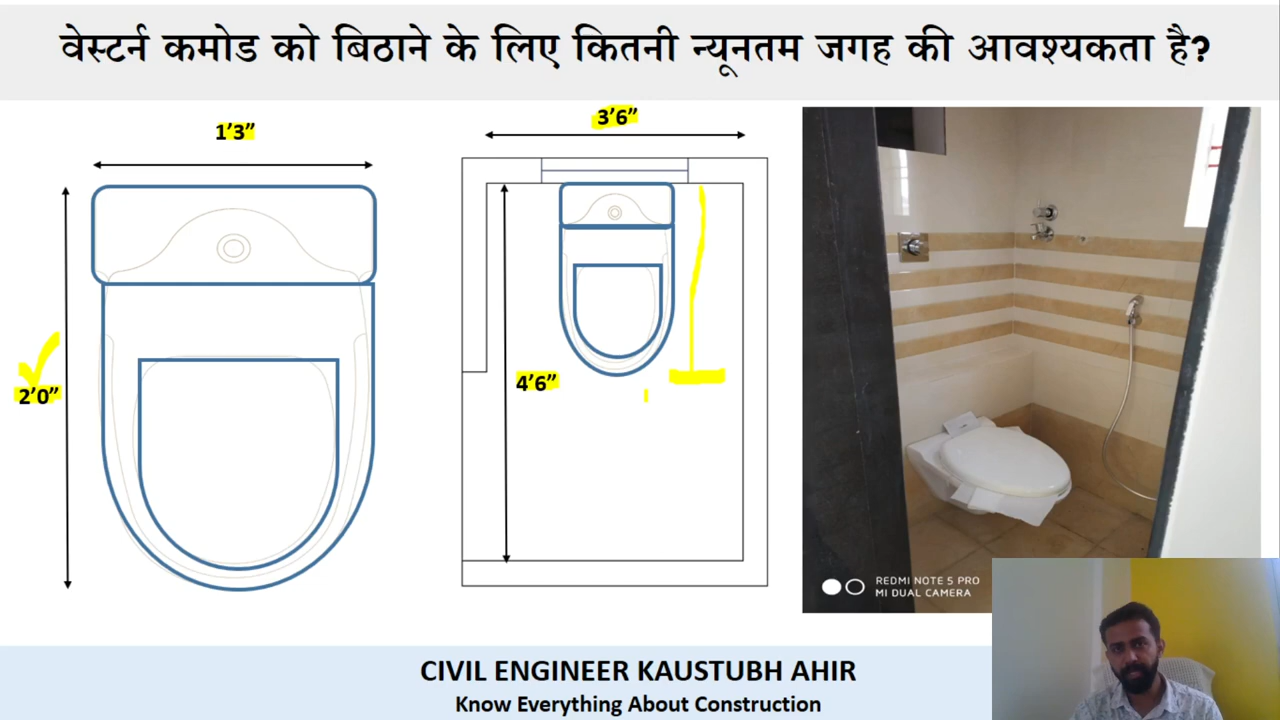 वेस्टर्न कमोड को बिठाने के लिए कितनी न्यूनतम जगह की आवश्यकता है?
1’3”
2’0”
3’6”
4’6”
REDMI NOTE 5 PRO
MI DUAL CAMERA
CIVIL ENGINEER KAUSTUBH AHIR
Know Everything About Construction